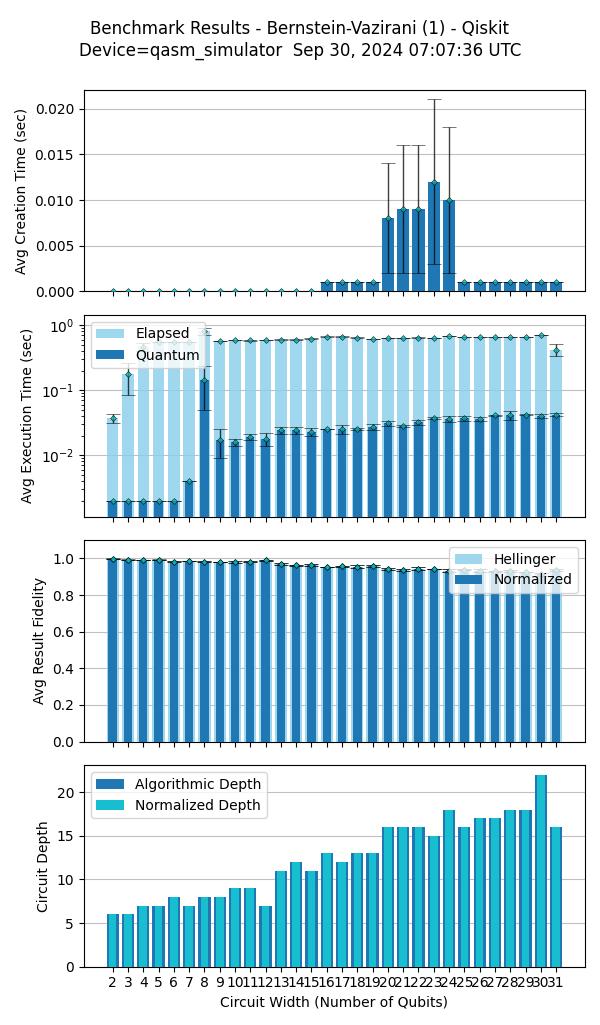 Benchmark Results - Bernstein-Vazirani (1) - Qiskit
Device=qasm_simulator  Sep 30, 2024 07:07:36 UTC
Avg Creation Time (sec)
0.020
0.015
0.010
0.005
0.000
Avg Execution Time (sec)
10⁰
10⁻¹
10⁻²
Elapsed
Quantum
Avg Result Fidelity
1.0
0.8
0.6
0.4
0.2
0.0
Hellinger
Normalized
Circuit Depth
20
15
10
5
0
Algorithmic Depth
Normalized Depth
2 3 4 5 6 7 8 9 10 11 12 13 14 15 16 17 18 19 20 21 22 23 24 25 26 27 28 29 30 31
Circuit Width (Number of Qubits)